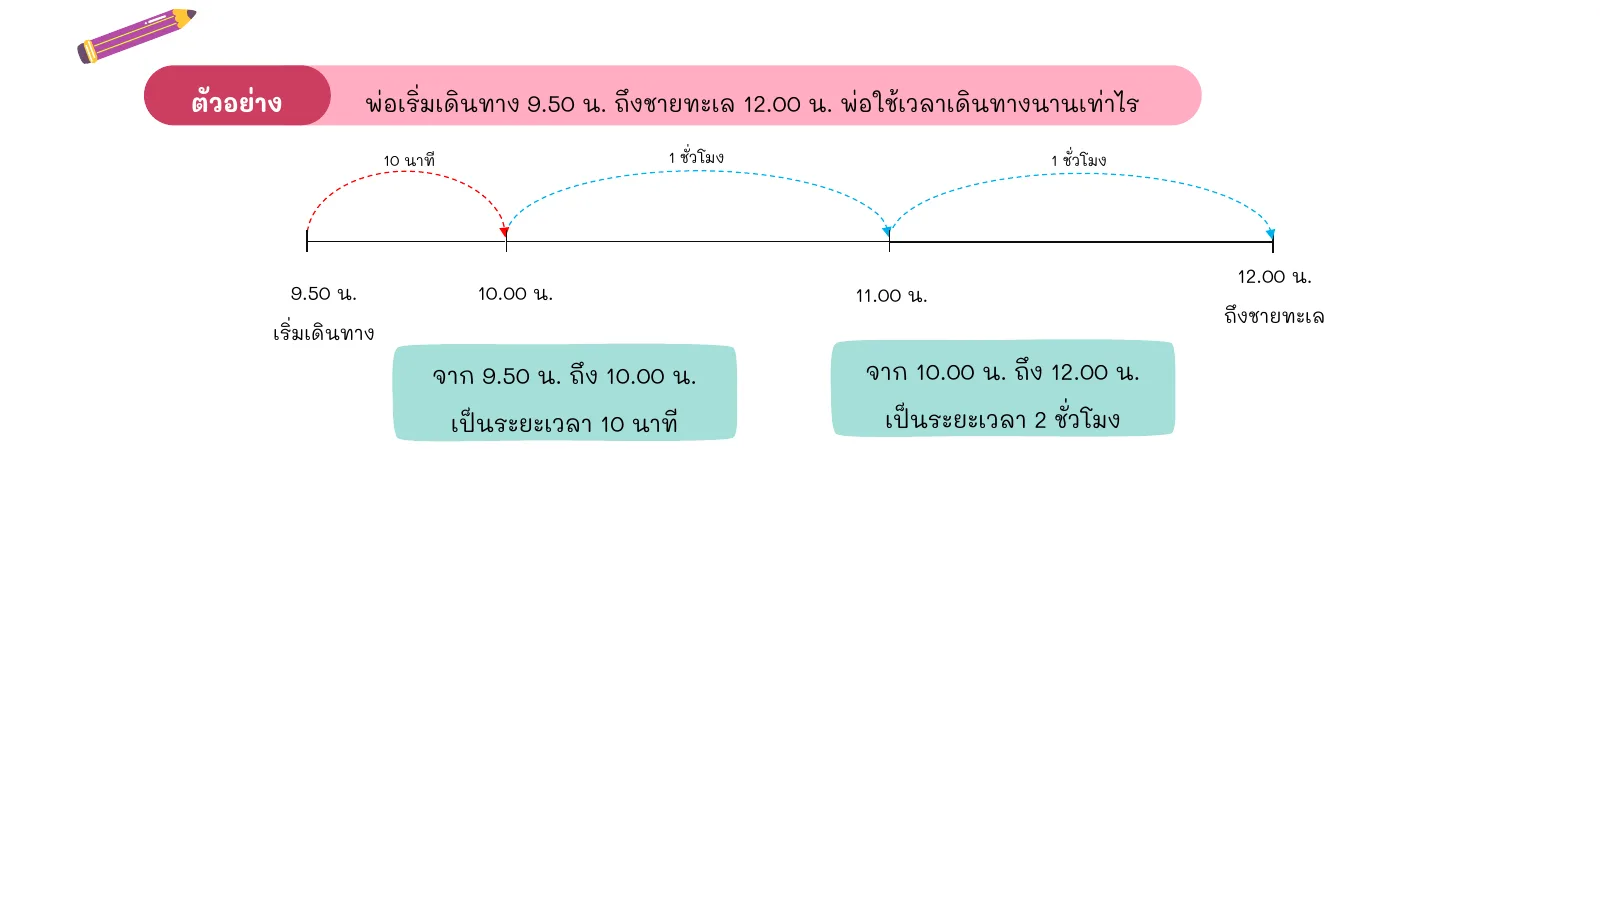 ตัวอย่าง
พ่อเริ่มเดินทาง 9.50 น. ถึงชายทะเล 12.00 น. พ่อใช้เวลาเดินทางนานเท่าไร
10 นาที
1 ชั่วโมง
1 ชั่วโมง
9.50 น.
เริ่มเดินทาง
10.00 น.
11.00 น.
12.00 น.
ถึงชายทะเล
จาก 9.50 น. ถึง 10.00 น.
เป็นระยะเวลา 10 นาที
จาก 10.00 น. ถึง 12.00 น.
เป็นระยะเวลา 2 ชั่วโมง